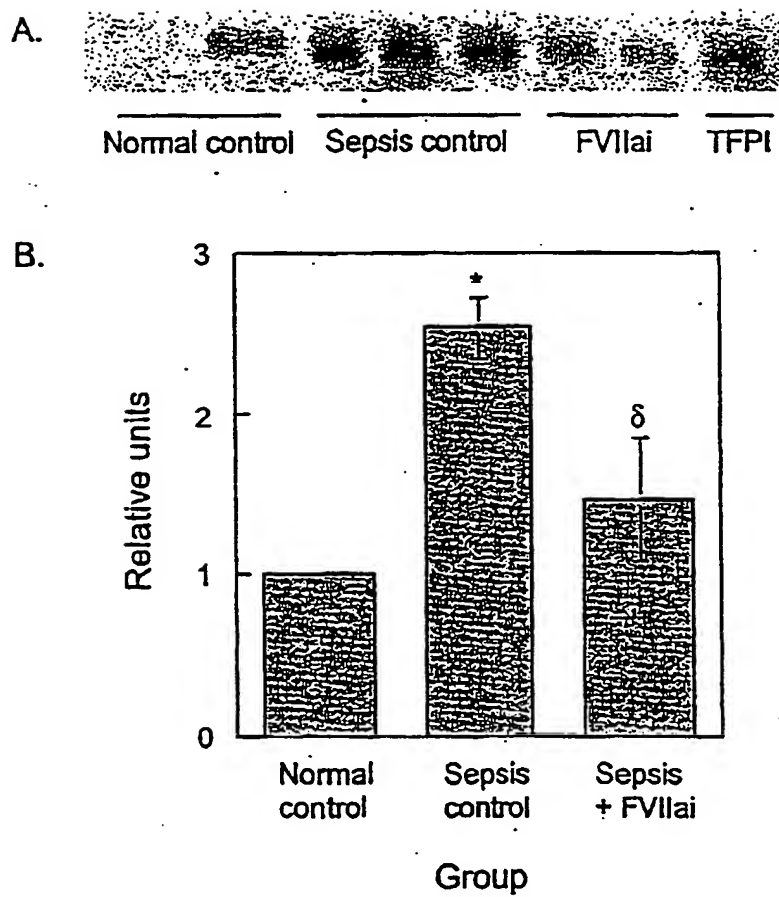 A.
Normal control Sepsis control FVIIai TFPI
B.
3
2
1
0
Relative units
*
δ
Normal control
Sepsis control
Sepsis + FVIIai
Group